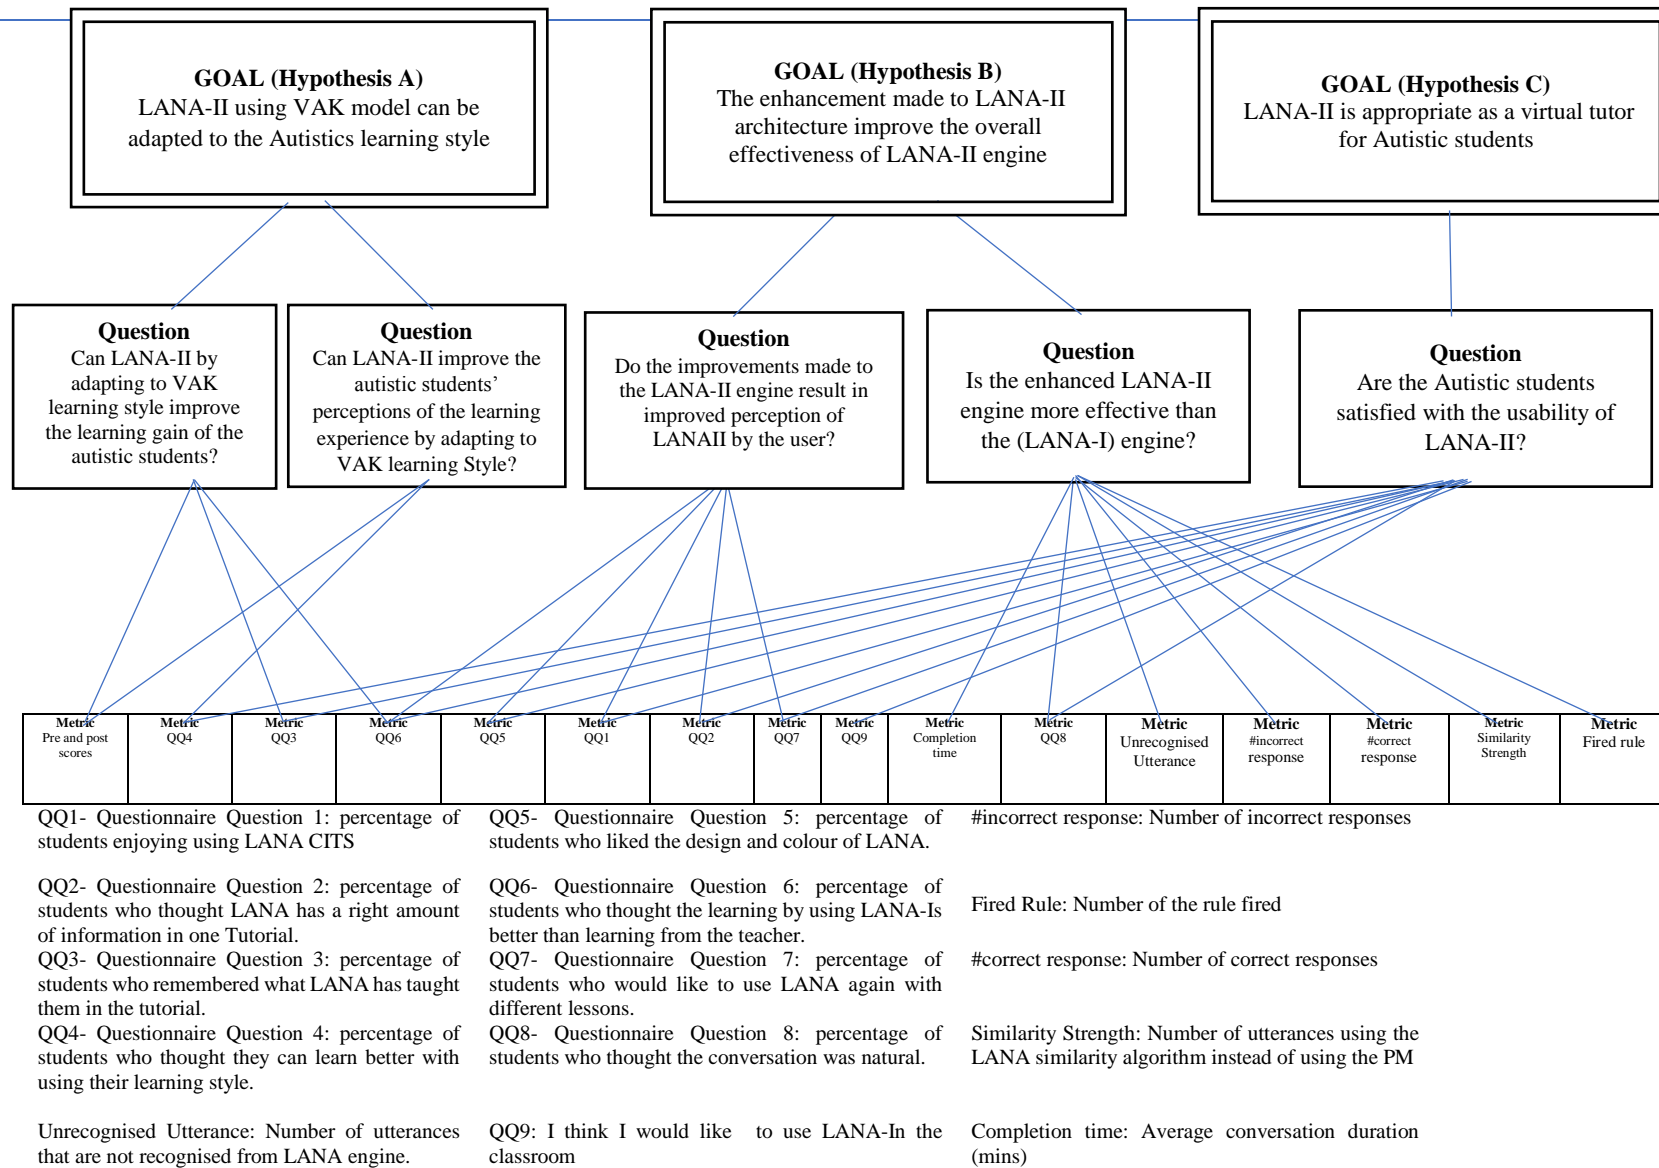 GOAL (Hypothesis A)
LANA-II using VAK model can be
adapted to the Autistics learning style
GOAL (Hypothesis B)
The enhancement made to LANA-II
architecture improve the overall
effectiveness of LANA-II engine
GOAL (Hypothesis C)
LANA-II is appropriate as a virtual tutor
for Autistic students
Question
Can LANA-II by
adapting to VAK
learning style improve
the learning gain of the
autistic students?
Question
Can LANA-II improve the
autistic students’
perceptions of the learning
experience by adapting to
VAK learning Style?
Question
Do the improvements made to
the LANA-II engine result in
improved perception of
LANAII by the user?
Question
Is the enhanced LANA-II
engine more effective than
the (LANA-I) engine?
Question
Are the Autistic students
satisfied with the usability of
LANA-II?
Metric
Pre and post
scores
Metric
QQ4
Metric
QQ3
Metric
QQ6
Metric
QQ5
Metric
QQ1
Metric
QQ2
Metric
QQ7
Metric
QQ9
Metric
Completion
time
Metric
QQ8
Metric
Unrecognised
Utterance
Metric
#incorrect
response
Metric
#correct
response
Metric
Similarity
Strength
Metric
Fired rule
QQ1- Questionnaire Question 1: percentage of
students enjoying using LANA CITS
QQ2- Questionnaire Question 2: percentage of
students who thought LANA has a right amount
of information in one Tutorial.
QQ3- Questionnaire Question 3: percentage of
students who remembered what LANA has taught
them in the tutorial.
QQ4- Questionnaire Question 4: percentage of
students who thought they can learn better with
using their learning style.
Unrecognised Utterance: Number of utterances
that are not recognised from LANA engine.
QQ5- Questionnaire Question 5: percentage of
students who liked the design and colour of LANA.
QQ6- Questionnaire Question 6: percentage of
students who thought the learning by using LANA-Is
better than learning from the teacher.
QQ7- Questionnaire Question 7: percentage of
students who would like to use LANA again with
different lessons.
QQ8- Questionnaire Question 8: percentage of
students who thought the conversation was natural.
QQ9: I think I would like to use LANA-In the
classroom
#incorrect response: Number of incorrect responses
Fired Rule: Number of the rule fired
#correct response: Number of correct responses
Similarity Strength: Number of utterances using the
LANA similarity algorithm instead of using the PM
Completion time: Average conversation duration
(mins)